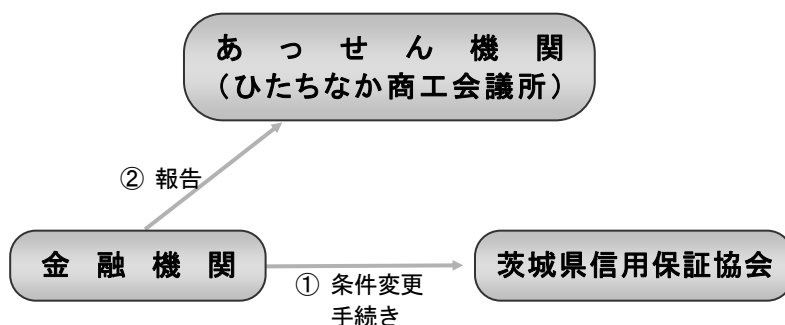 あっせん機関
（ひたちなか商工会議所）
② 報告
金融機関
茨城県信用保証協会
① 条件変更
手続き